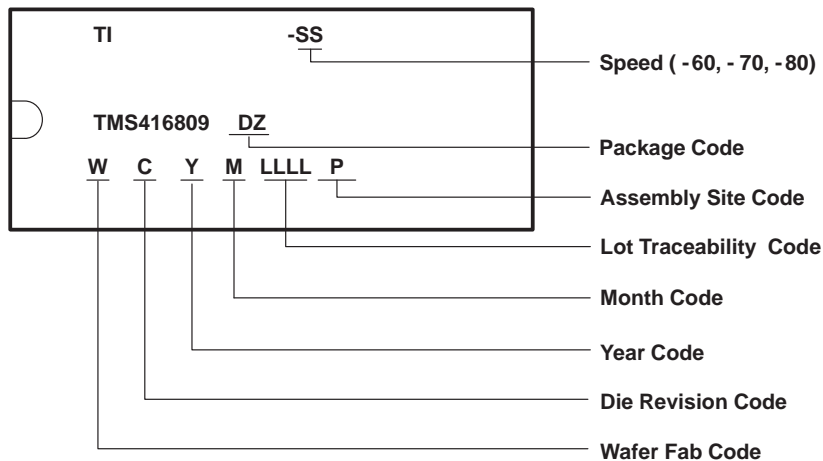 TI -SS
Speed ( -60, - 70, -80)
TMS416809 DZ
Package Code
W C Y M LLLL P
Assembly Site Code
Lot Traceability Code
Month Code
Year Code
Die Revision Code
Wafer Fab Code